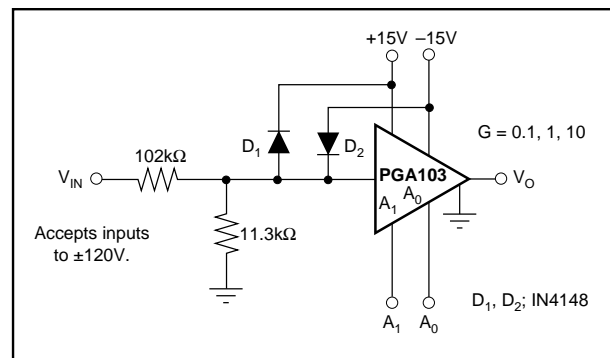 +15V
–15V
G = 0.1, 1, 10
102kΩ
D1
D2
PGA103
VIN
VO
A1
A0
11.3kΩ
Accepts inputs
to ±120V.
D1, D2; IN4148
A1
A0